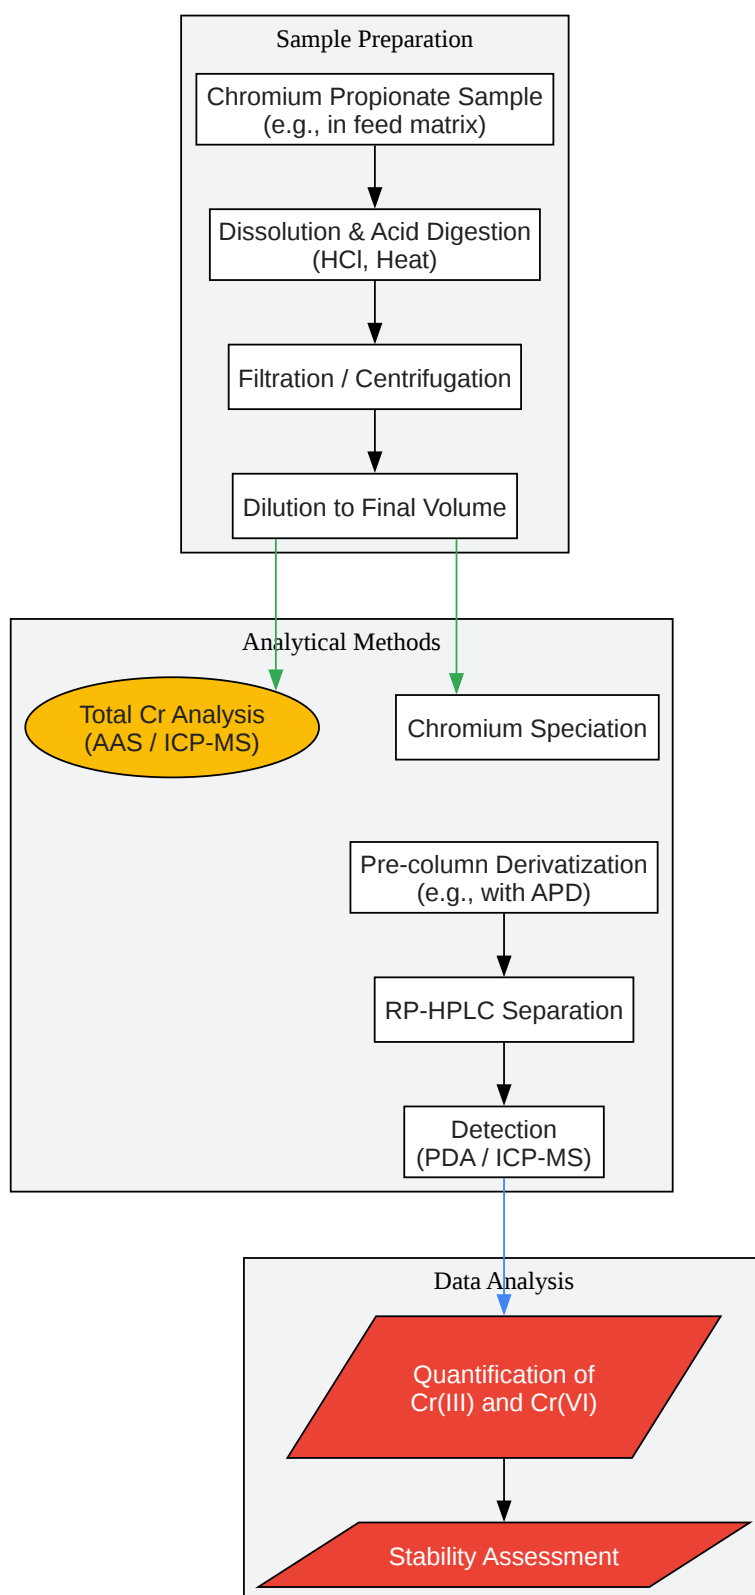 Sample Preparation
Chromium Propionate Sample
(e.g., in feed matrix)
Dissolution & Acid Digestion
(HCl, Heat)
Filtration / Centrifugation
Dilution to Final Volume
Analytical Methods
Total Cr Analysis
(AAS / ICP-MS)
Chromium Speciation
Pre-column Derivatization
(e.g., with APD)
RP-HPLC Separation
Detection
(PDA / ICP-MS)
Data Analysis
Quantification of
Cr(III) and Cr(VI)
Stability Assessment